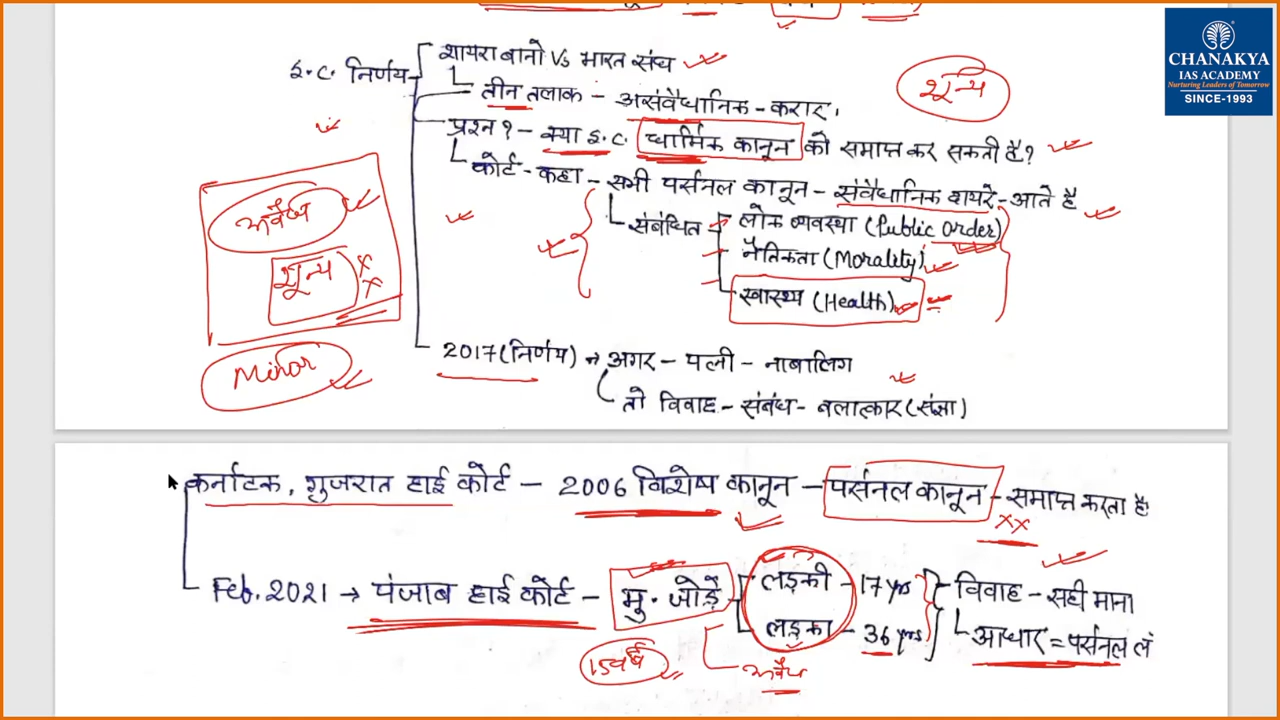 CHANAKYA
IAS ACADEMY
Nurturing Leaders of Tomorrow
SINCE-1993
शायरा बानो Vs भारत संघ
S.C. निर्णय
तीन तलाक - असंवैधानिक - करार,
शून्य
प्रश्न ? - क्या S.C. धार्मिक कानून को समाप्त कर सकती है?
कोर्ट - कहा - सभी पर्सनल कानून - संवैधानिक दायरे - आते है
संबंधित
लोक व्यवस्था (Public Order)
नैतिकता (Morality)
स्वास्थ्य (Health)
अवैध
शून्य
Minor
2017 (निर्णय) → अगर - पत्नी - नाबालिग
तो विवाह - संबंध - बलात्कार (संज्ञा)
कर्नाटक, गुजरात हाई कोर्ट - 2006 विशेष कानून - पर्सनल कानून - समाप्त करता है
xx
Feb. 2021 → पंजाब हाई कोर्ट - मु. जोड़े
लड़की - 17 yrs
लड़का - 36 yrs
विवाह - सही माना
आधार = पर्सनल लॉ
15 वर्ष
अवैध